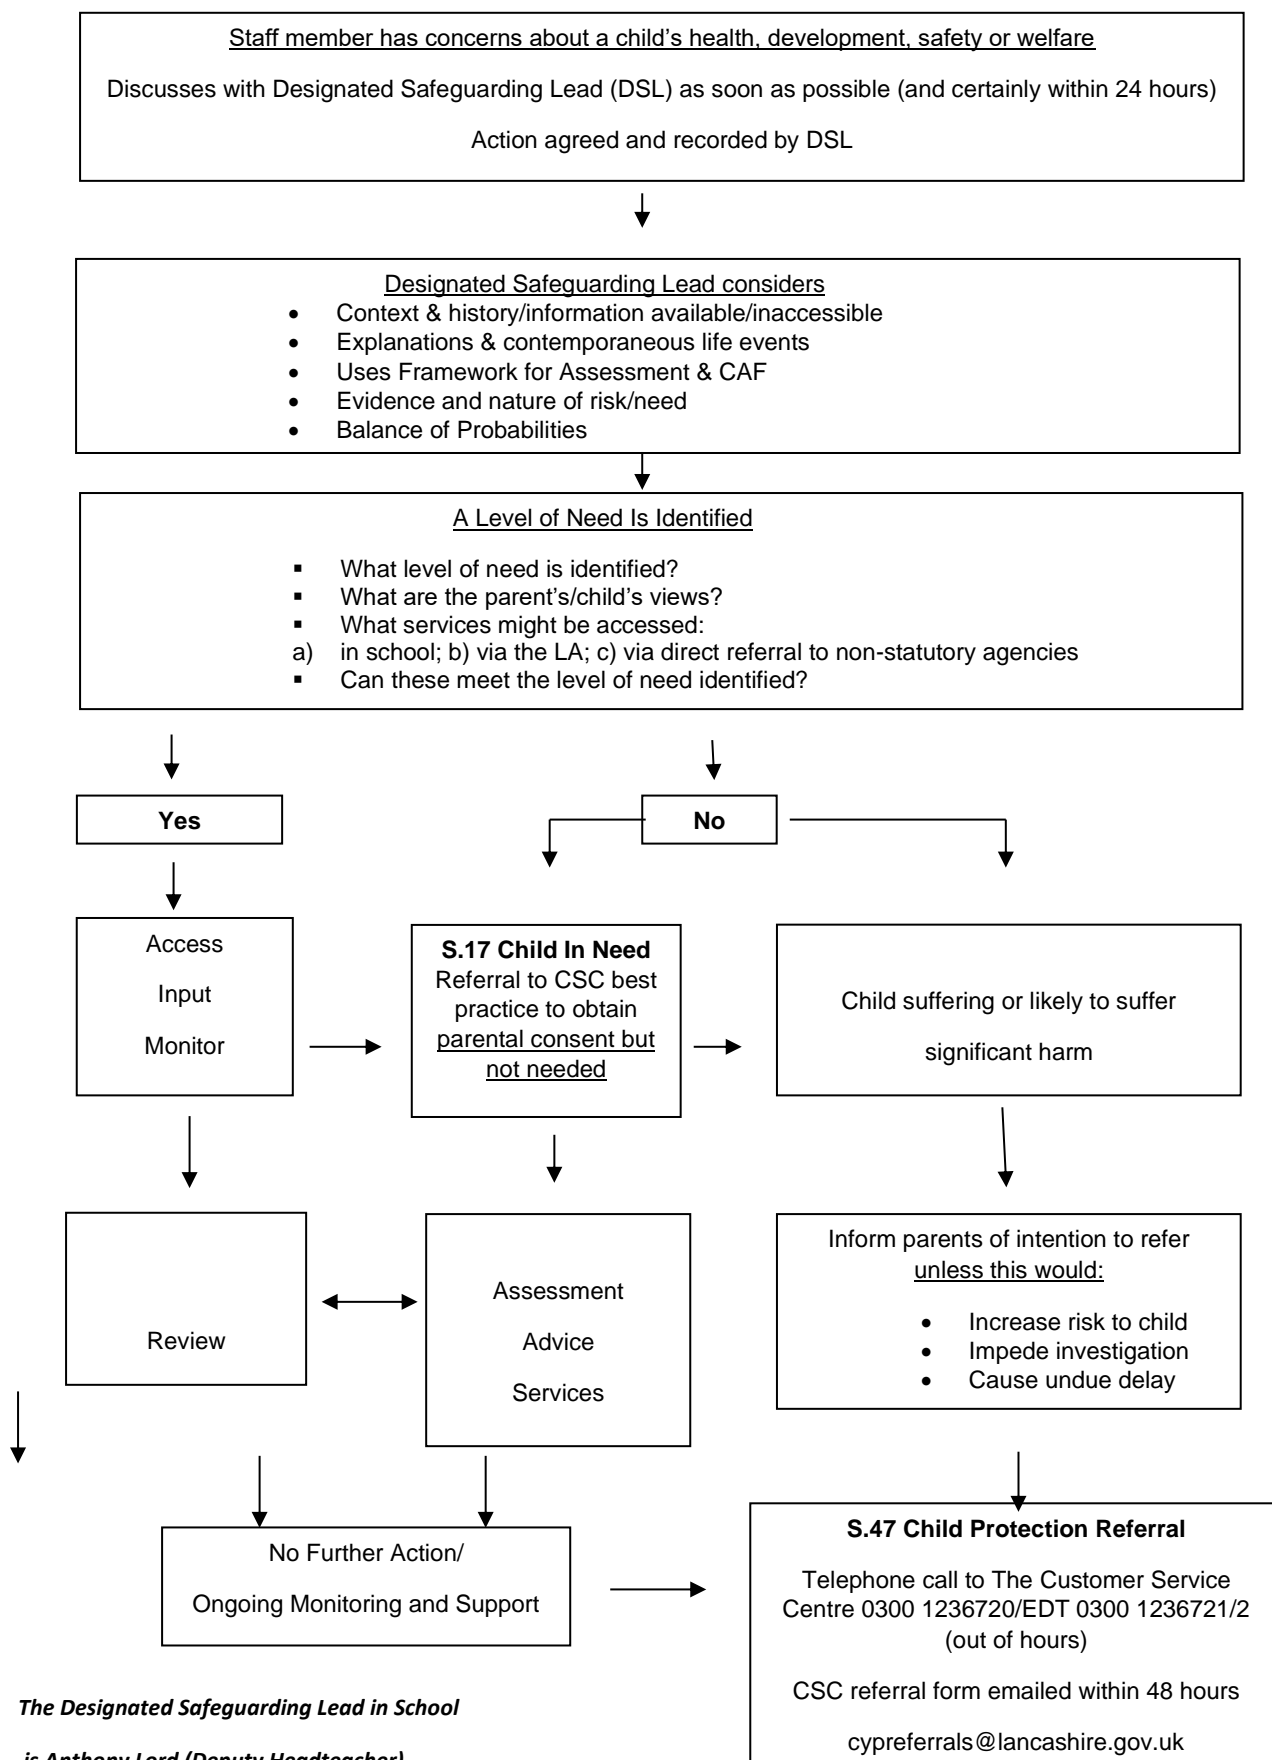 Staff member has concerns about a child's health, development, safety or welfare
Discusses with Designated Safeguarding Lead (DSL) as soon as possible (and certainly within 24 hours)
Action agreed and recorded by DSL
Designated Safeguarding Lead considers
• Context & history/information available/inaccessible
• Explanations & contemporaneous life events
• Uses Framework for Assessment & CAF
• Evidence and nature of risk/need
• Balance of Probabilities
A Level of Need Is Identified
▪ What level of need is identified?
▪ What are the parent's/child's views?
▪ What services might be accessed:
a) in school; b) via the LA; c) via direct referral to non-statutory agencies
▪ Can these meet the level of need identified?
Yes
No
Access
Input
Monitor
S.17 Child In Need
Referral to CSC best
practice to obtain
parental consent but
not needed
Child suffering or likely to suffer
significant harm
Review
Assessment
Advice
Services
Inform parents of intention to refer
unless this would:
• Increase risk to child
• Impede investigation
• Cause undue delay
No Further Action/
Ongoing Monitoring and Support
S.47 Child Protection Referral
Telephone call to The Customer Service
Centre 0300 1236720/EDT 0300 1236721/2
(out of hours)
CSC referral form emailed within 48 hours
cypreferrals@lancashire.gov.uk
The Designated Safeguarding Lead in School
is Anthony Lord (Deputy Headteacher)